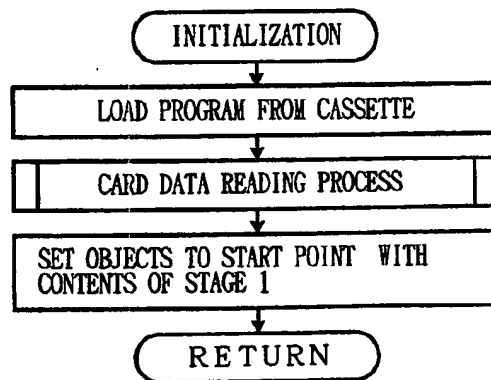 INITIALIZATION
LOAD PROGRAM FROM CASSETTE
CARD DATA READING PROCESS
SET OBJECTS TO START POINT WITH
CONTENTS OF STAGE 1
RETURN